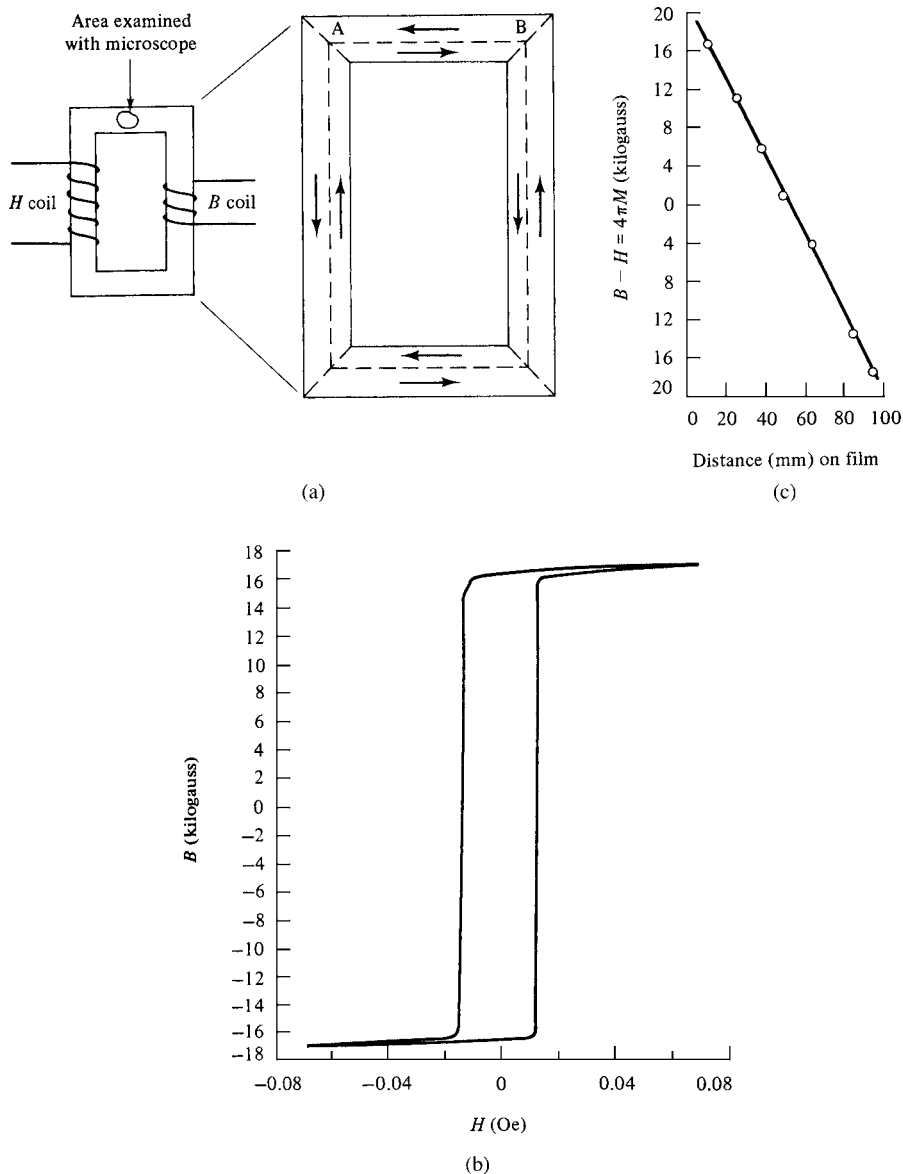 Area examined
with microscope
H coil
B coil
A
B
(a)
B − H = 4πM (kilogauss)
20
16
12
8
4
0
4
8
12
16
20
0 20 40 60 80 100
Distance (mm) on film
(c)
B (kilogauss)
18
16
14
12
10
8
6
4
2
0
−2
−4
−6
−8
−10
−12
−14
−16
−18
−0.08 −0.04 0 0.04 0.08
H (Oe)
(b)